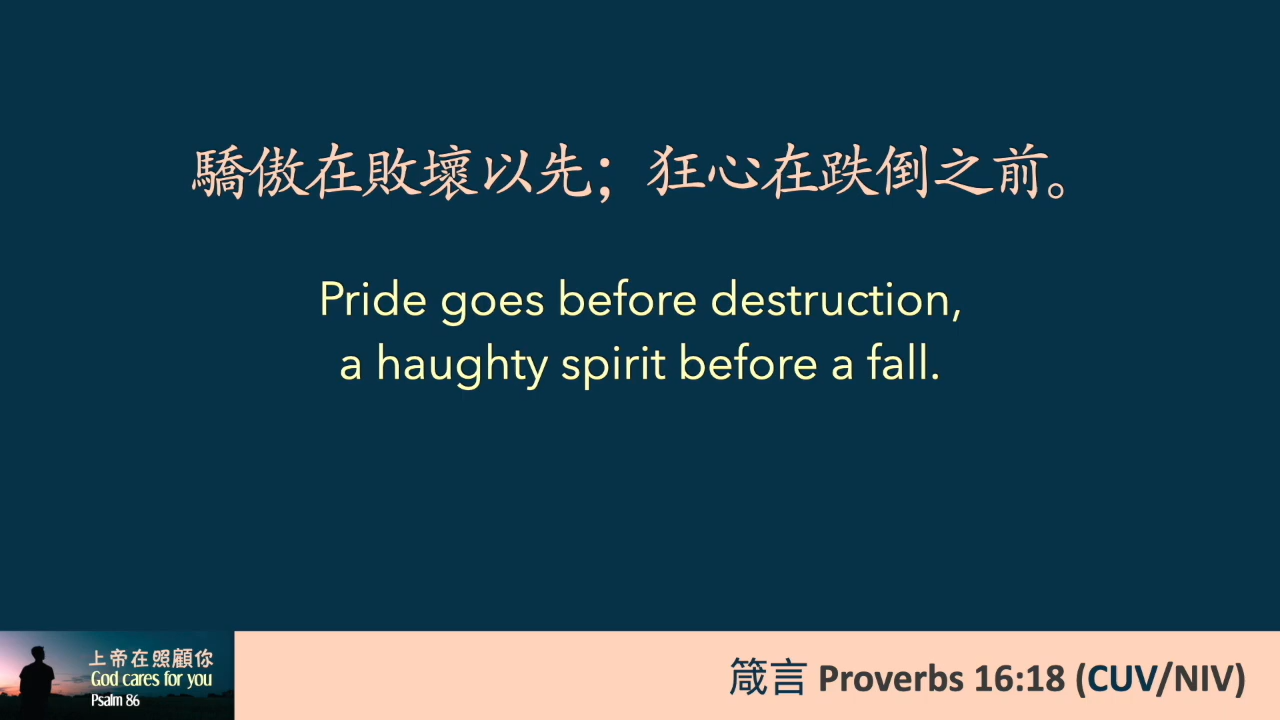 驕傲在敗壞以先；狂心在跌倒之前。
Pride goes before destruction,
a haughty spirit before a fall.
上帝在照顧你
God cares for you
Psalm 86
箴言 Proverbs 16:18 (CUV/NIV)